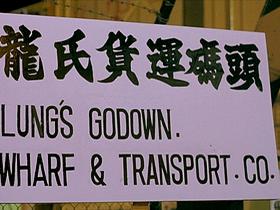 龍氏貨運碼頭
LUNG'S GODOWN.
WHARF & TRANSPORT. CO.